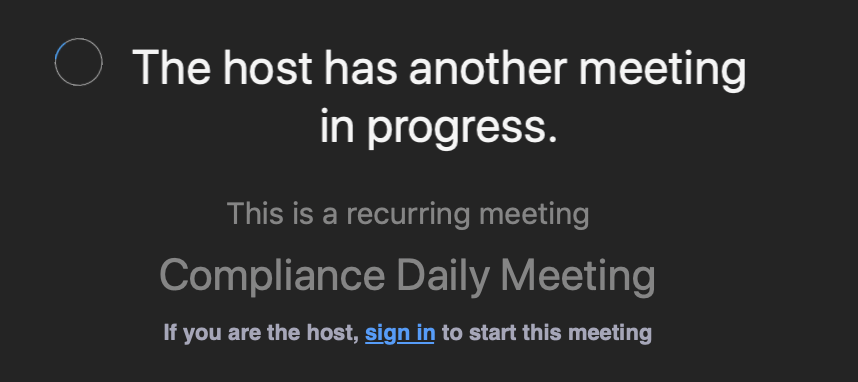 The host has another meeting
in progress.
This is a recurring meeting
Compliance Daily Meeting
If you are the host, sign in to start this meeting